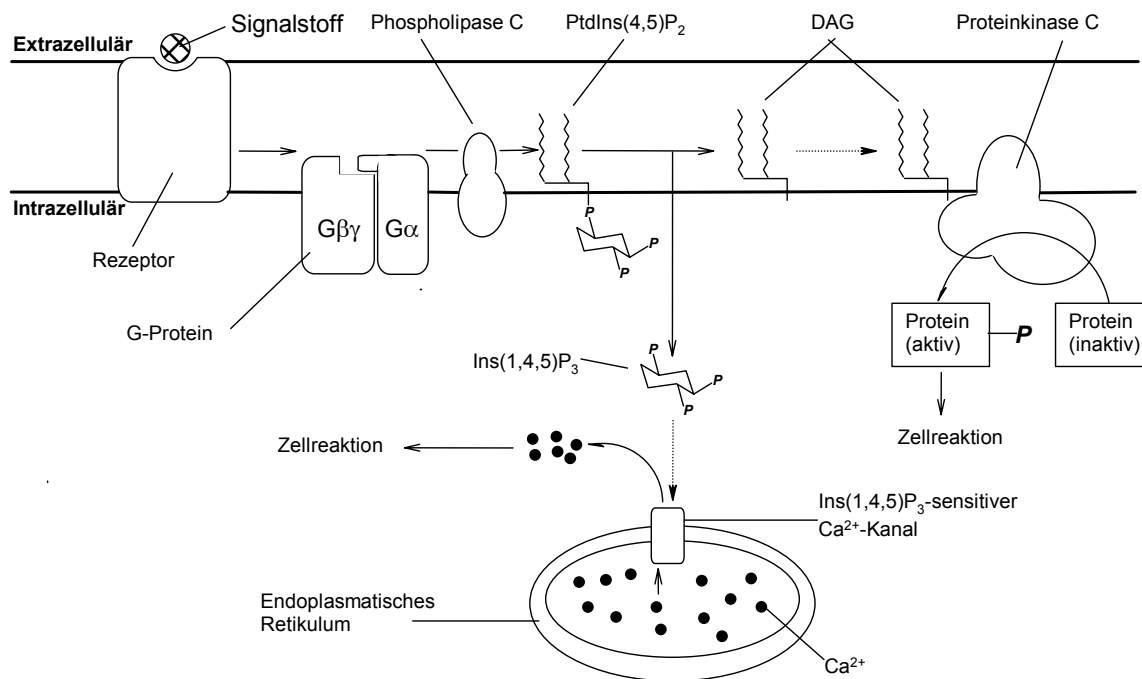 Signalstoff
Phospholipase C
PtdIns(4,5)P₂
DAG
Proteinkinase C
Extrazellulär
Intrazellulär
Rezeptor
Gβγ
Gα
G-Protein
P
P
P
Protein
(aktiv)
P
Protein
(inaktiv)
Ins(1,4,5)P₃
P
P
P
Zellreaktion
Zellreaktion
Ins(1,4,5)P₃-sensitiver
Ca²⁺-Kanal
Endoplasmatisches
Retikulum
Ca²⁺